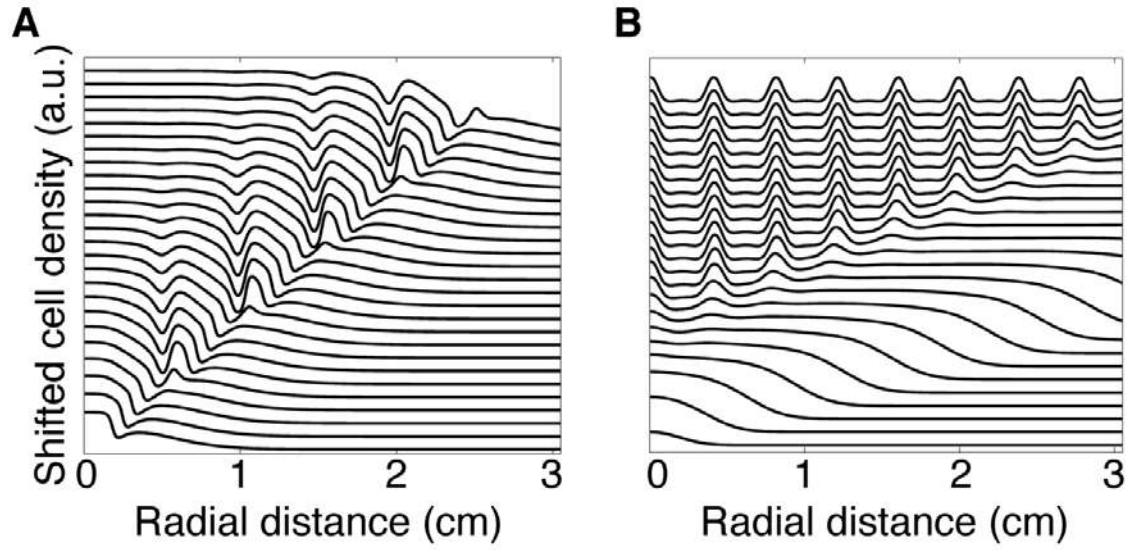 A
B
Shifted cell density (a.u.)
0 1 2 3
0 1 2 3
Radial distance (cm)
Radial distance (cm)